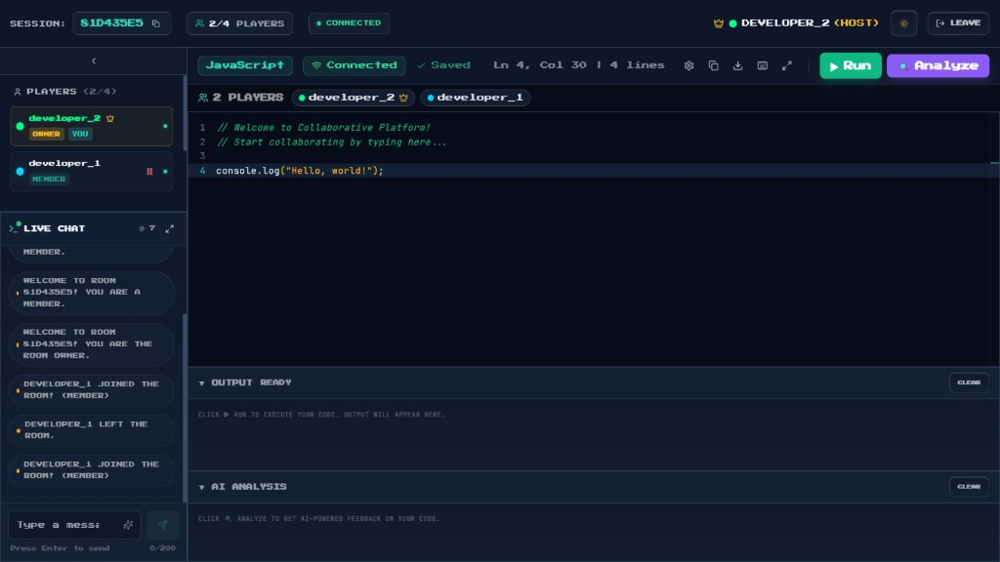 SESSION: 81D435E5
2/4 PLAYERS
CONNECTED
DEVELOPER_2 (HOST)
LEAVE
PLAYERS (2/4)
developer_2
OWNER YOU
developer_1
MEMBER
LIVE CHAT
# 7
MEMBER.
WELCOME TO ROOM
81D435E5! YOU ARE A
MEMBER.
WELCOME TO ROOM
81D435E5! YOU ARE THE
ROOM OWNER.
DEVELOPER_1 JOINED THE
ROOM! (MEMBER)
DEVELOPER_1 LEFT THE
ROOM.
DEVELOPER_1 JOINED THE
ROOM! (MEMBER)
Type a messa
Press Enter to send
0/200
JavaScript
Connected
Saved
Ln 4, Col 30 | 4 lines
Run
Analyze
2 PLAYERS
developer_2
developer_1
1 // Welcome to Collaborative Platform!
2 // Start collaborating by typing here...
3
4 console.log("Hello, world!");
▼ OUTPUT READY
CLEAR
CLICK ▶ RUN TO EXECUTE YOUR CODE. OUTPUT WILL APPEAR HERE.
▼ AI ANALYSIS
CLEAR
CLICK 🔍 ANALYZE TO GET AI-POWERED FEEDBACK ON YOUR CODE.